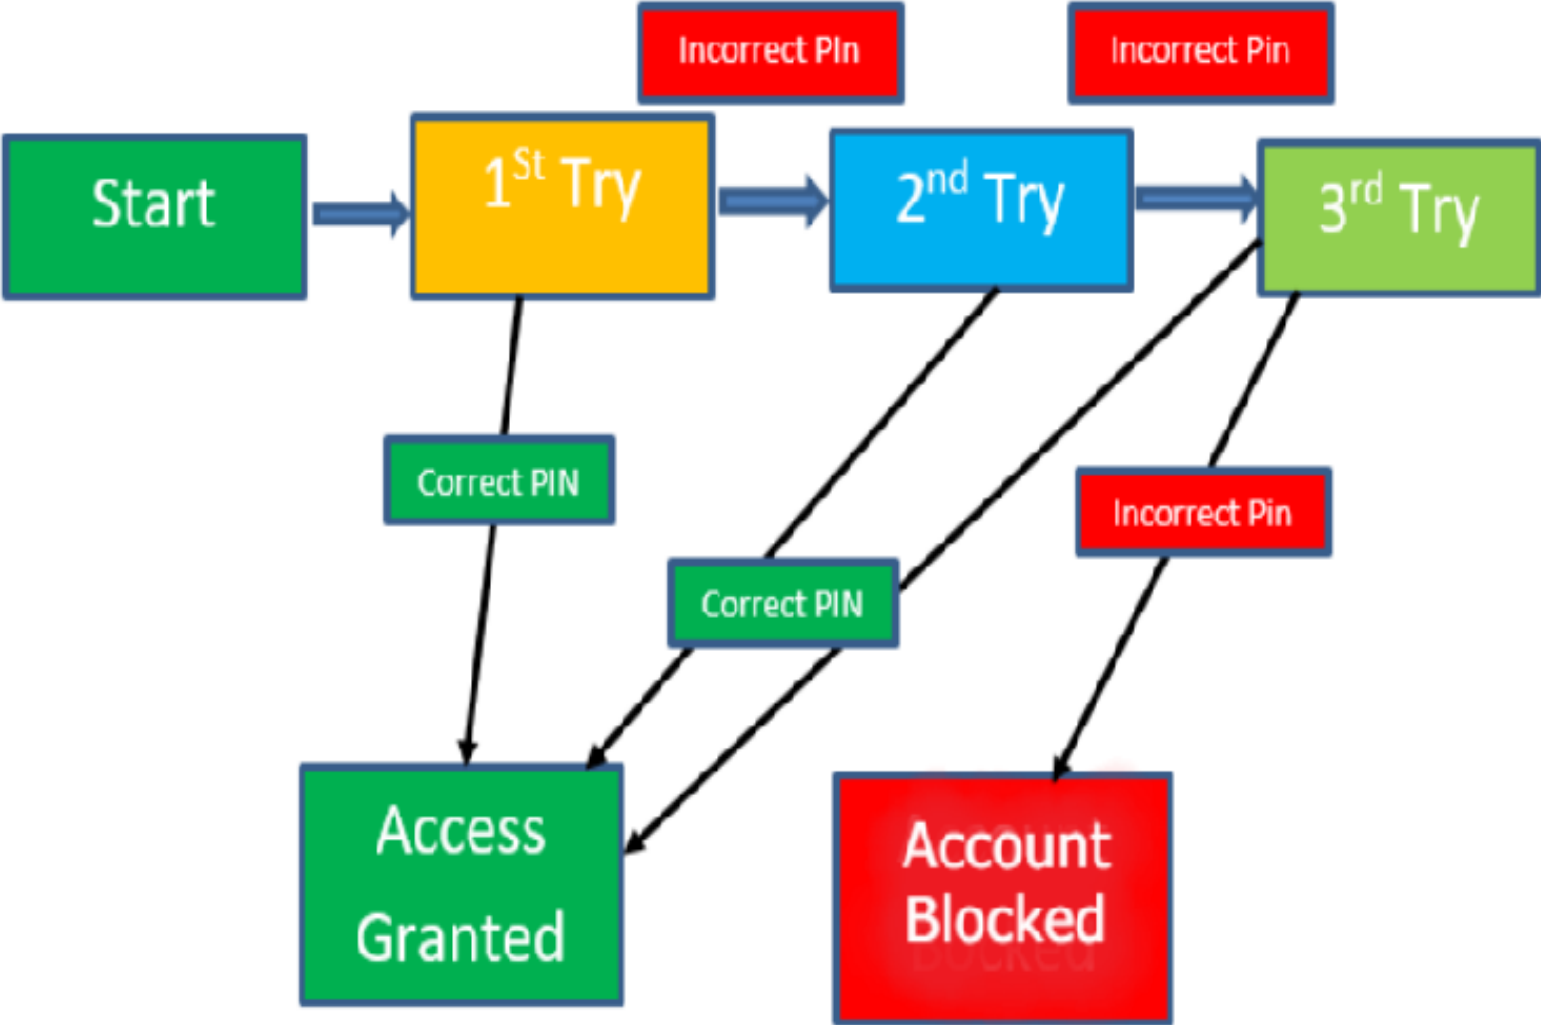 Incorrect PIn
Incorrect Pin
Start
1St Try
2nd Try
3rd Try
Correct PIN
Incorrect Pin
Correct PIN
Access
Granted
Account
Blocked